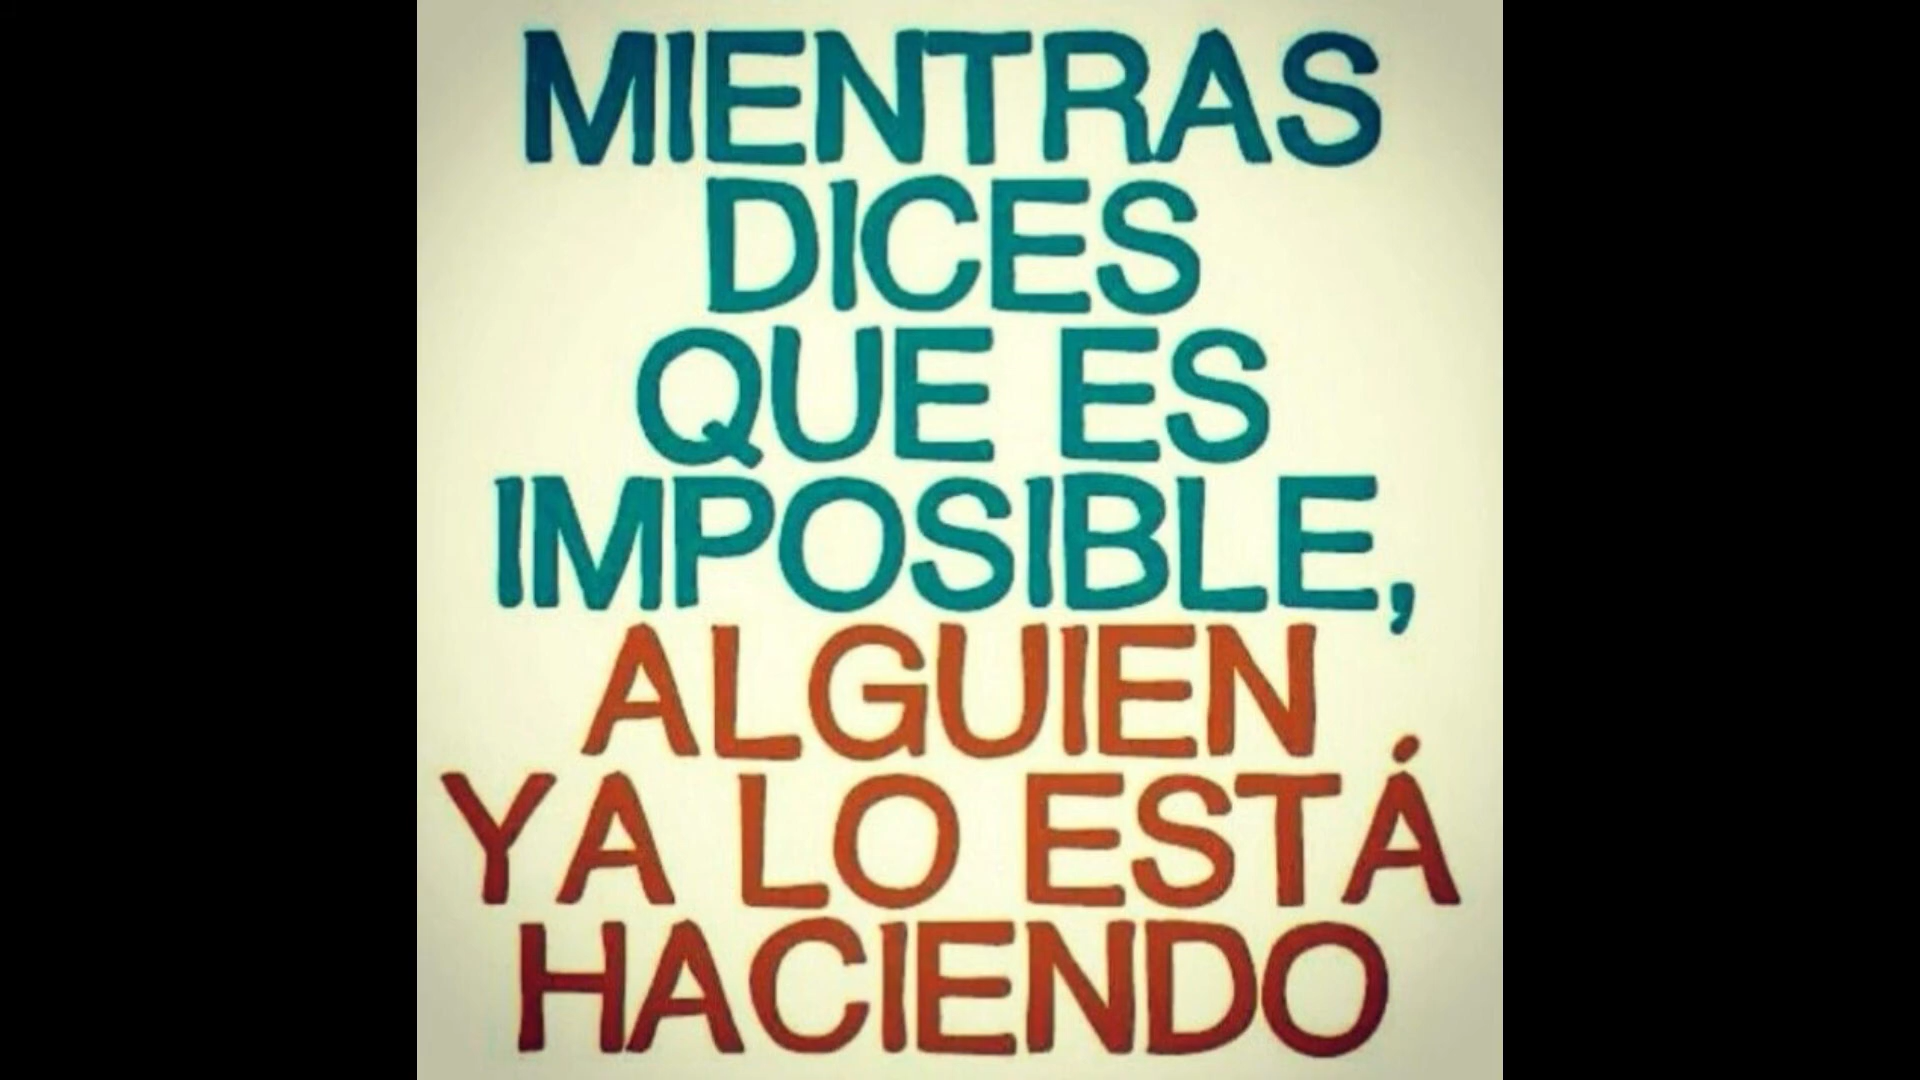 MIENTRAS
DICES
QUE ES
IMPOSIBLE,
ALGUIEN
YA LO ESTÁ
HACIENDO